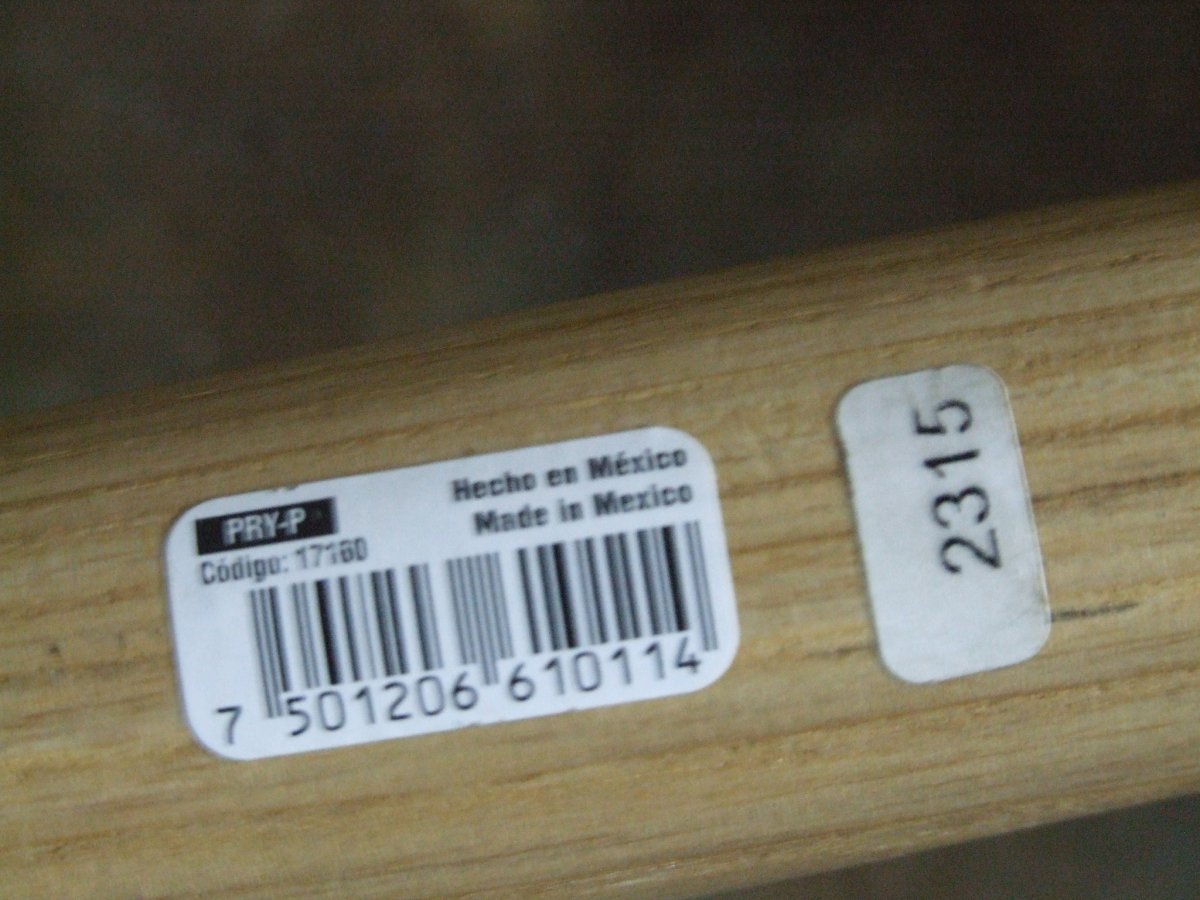 PRY-P
Código: 17160
Hecho en México
Made in Mexico
7 501206 610114
2315